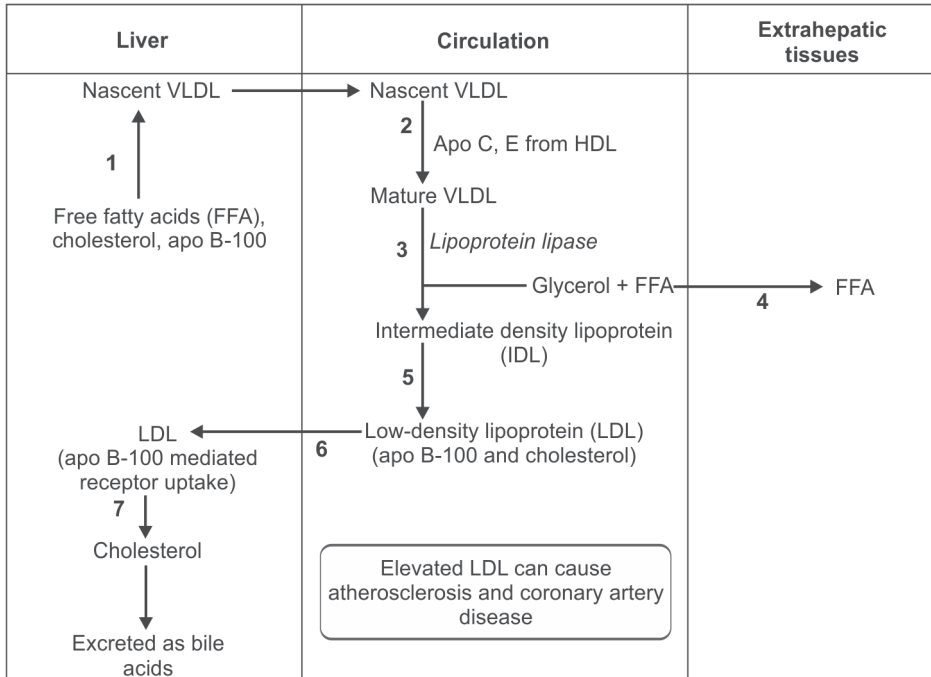 Liver
Circulation
Extrahepatic
tissues
Nascent VLDL
Nascent VLDL
2
Apo C, E from HDL
1
Mature VLDL
Free fatty acids (FFA),
cholesterol, apo B-100
3
Lipoprotein lipase
Glycerol + FFA
4
FFA
Intermediate density lipoprotein
(IDL)
5
Low-density lipoprotein (LDL)
(apo B-100 and cholesterol)
6
LDL
(apo B-100 mediated
receptor uptake)
7
Cholesterol
Excreted as bile
acids
Elevated LDL can cause
atherosclerosis and coronary artery
disease